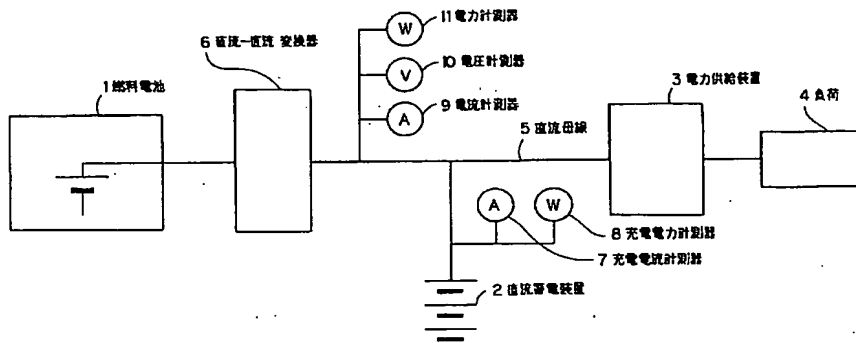 11 電力計測器
W
6 直流－直流 変換器
10 電圧計測器
V
1 燃料電池
9 電流計測器
A
3 電力供給装置
4 負荷
5 直流母線
A
W
8 充電電力計測器
7 充電電流計測器
2 直流蓄電装置